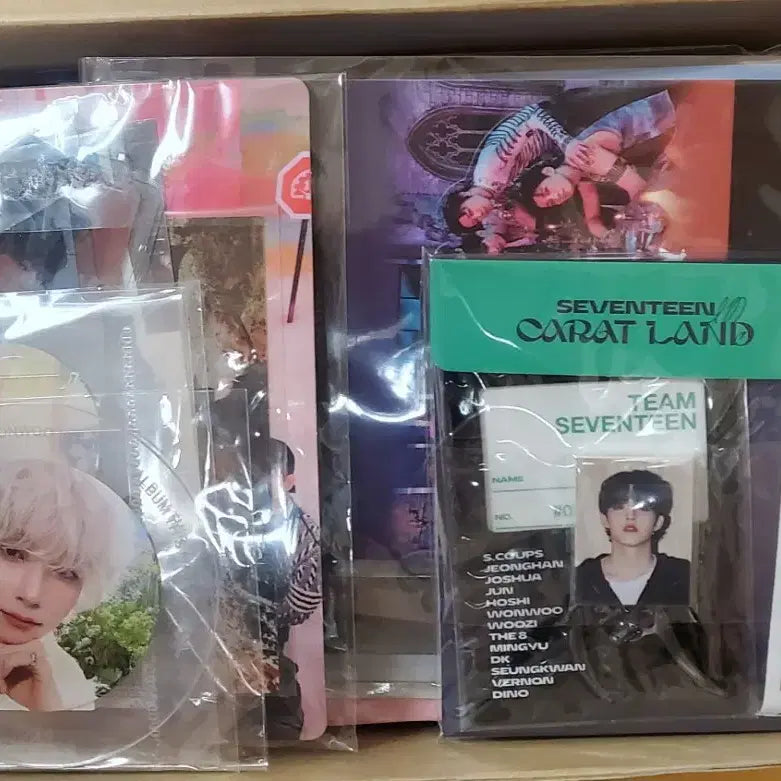 SEVENTEEN
CARAT LAND
TEAM
SEVENTEEN
NAME
NO.
S.COUPS
JEONGHAN
JOSHUA
JUN
HOSHI
WONWOO
WOOZI
THE 8
MINGYU
DK
SEUNGKWAN
VERNON
DINO
ALBUM